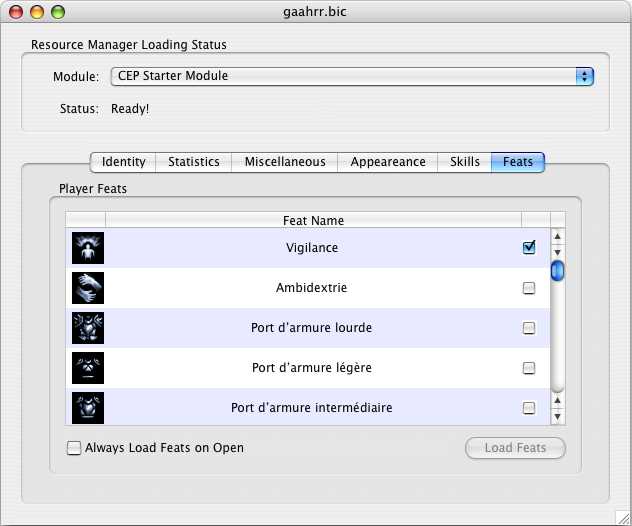 gaahrr.bic
Resource Manager Loading Status
Module: CEP Starter Module
Status: Ready!
Identity Statistics Miscellaneous Appeareance Skills Feats
Player Feats
Feat Name
Vigilance
Ambidextrie
Port d'armure lourde
Port d'armure légère
Port d'armure intermédiaire
Always Load Feats on Open Load Feats